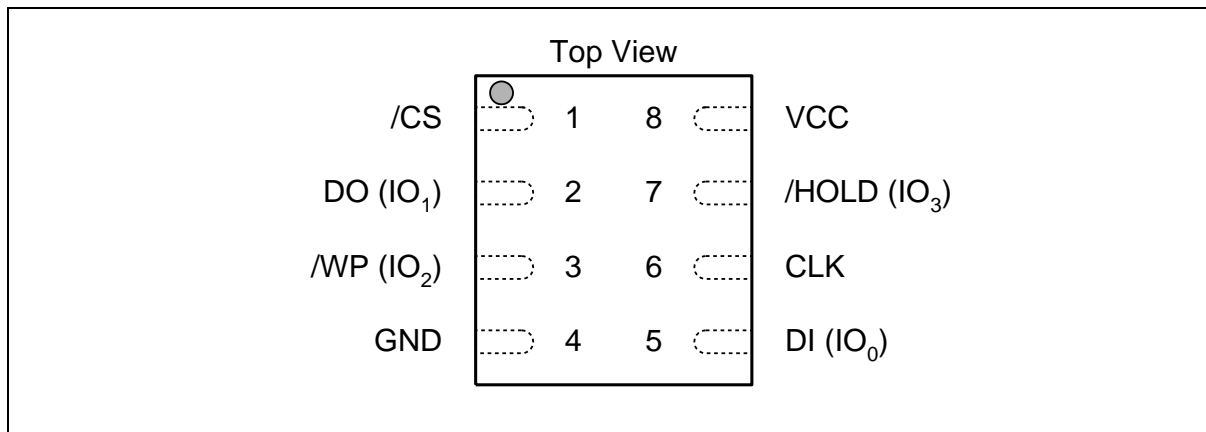 Top View
/CS 1 8 VCC
DO (IO₁) 2 7 /HOLD (IO₃)
/WP (IO₂) 3 6 CLK
GND 4 5 DI (IO₀)